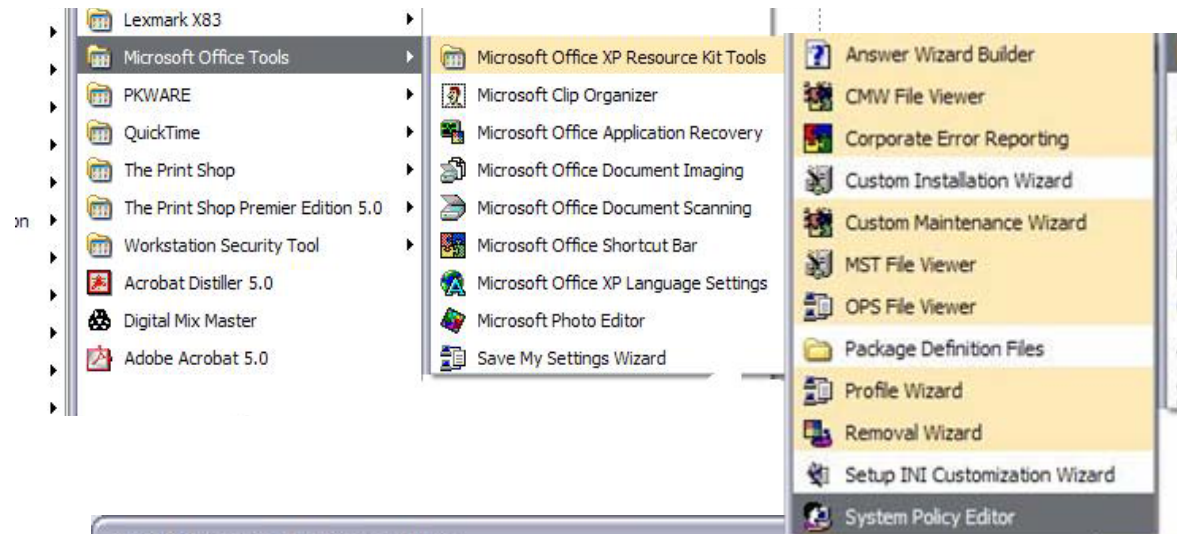 Lexmark X83
Microsoft Office Tools
PKWARE
QuickTime
The Print Shop
The Print Shop Premier Edition 5.0
Workstation Security Tool
Acrobat Distiller 5.0
Digital Mix Master
Adobe Acrobat 5.0
on
Microsoft Office XP Resource Kit Tools
Microsoft Clip Organizer
Microsoft Office Application Recovery
Microsoft Office Document Imaging
Microsoft Office Document Scanning
Microsoft Office Shortcut Bar
Microsoft Office XP Language Settings
Microsoft Photo Editor
Save My Settings Wizard
Answer Wizard Builder
CMW File Viewer
Corporate Error Reporting
Custom Installation Wizard
Custom Maintenance Wizard
MST File Viewer
OPS File Viewer
Package Definition Files
Profile Wizard
Removal Wizard
Setup INI Customization Wizard
System Policy Editor